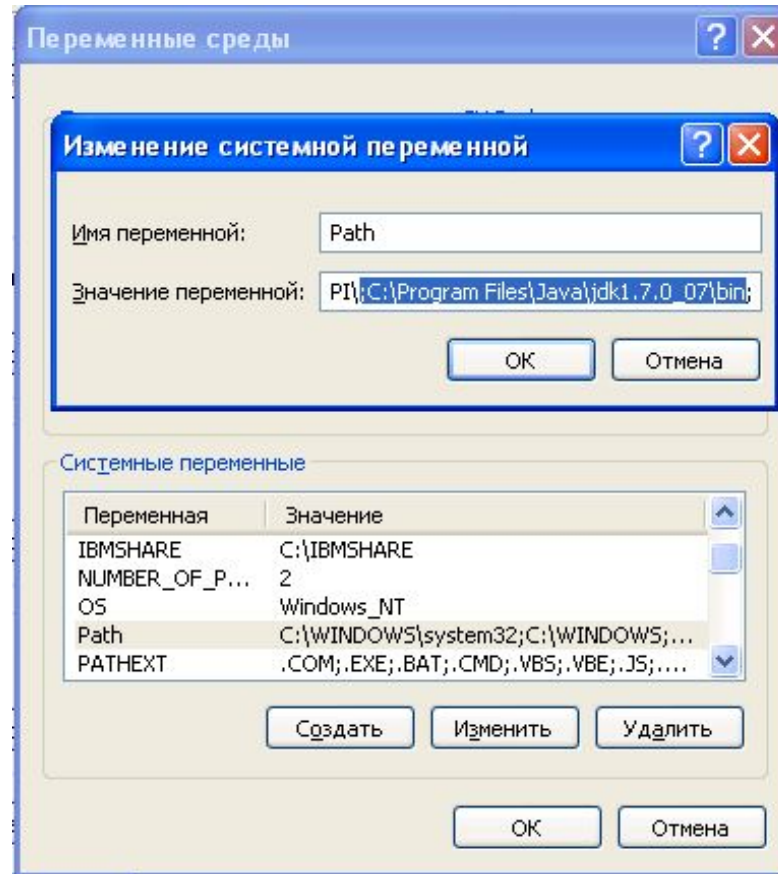 Переменные среды
Изменение системной переменной
Имя переменной: Path
Значение переменной: PI\;C:\Program Files\Java\jdk1.7.0_07\bin;
ОК Отмена
Системные переменные
Переменная Значение
IBMSHARE C:\IBMSHARE
NUMBER_OF_P... 2
OS Windows_NT
Path C:\WINDOWS\system32;C:\WINDOWS;...
PATHEXT .COM;.EXE;.BAT;.CMD;.VBS;.VBE;.JS;....
Создать Изменить Удалить
ОК Отмена